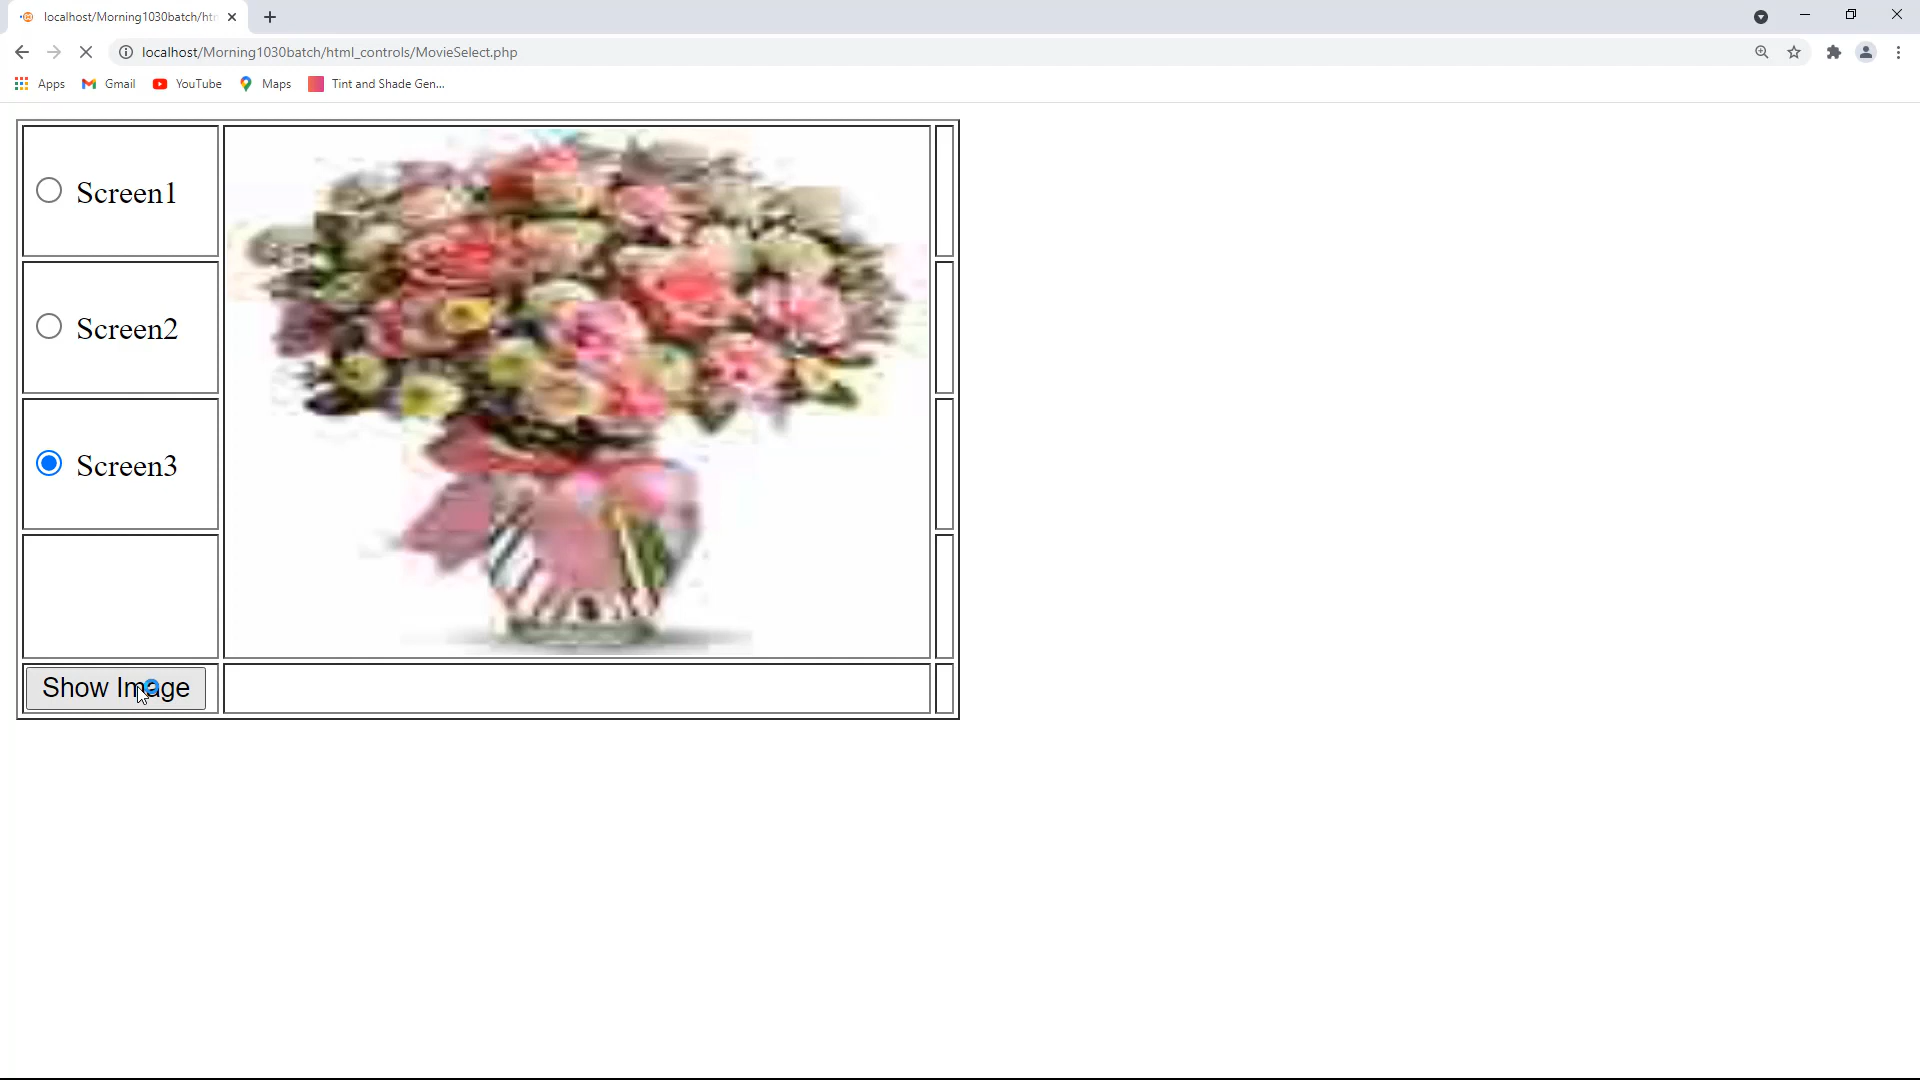 localhost/Morning1030batch/htm
localhost/Morning1030batch/html_controls/MovieSelect.php
Apps
Gmail
YouTube
Maps
Tint and Shade Gen...
Screen1
Screen2
Screen3
Show Image